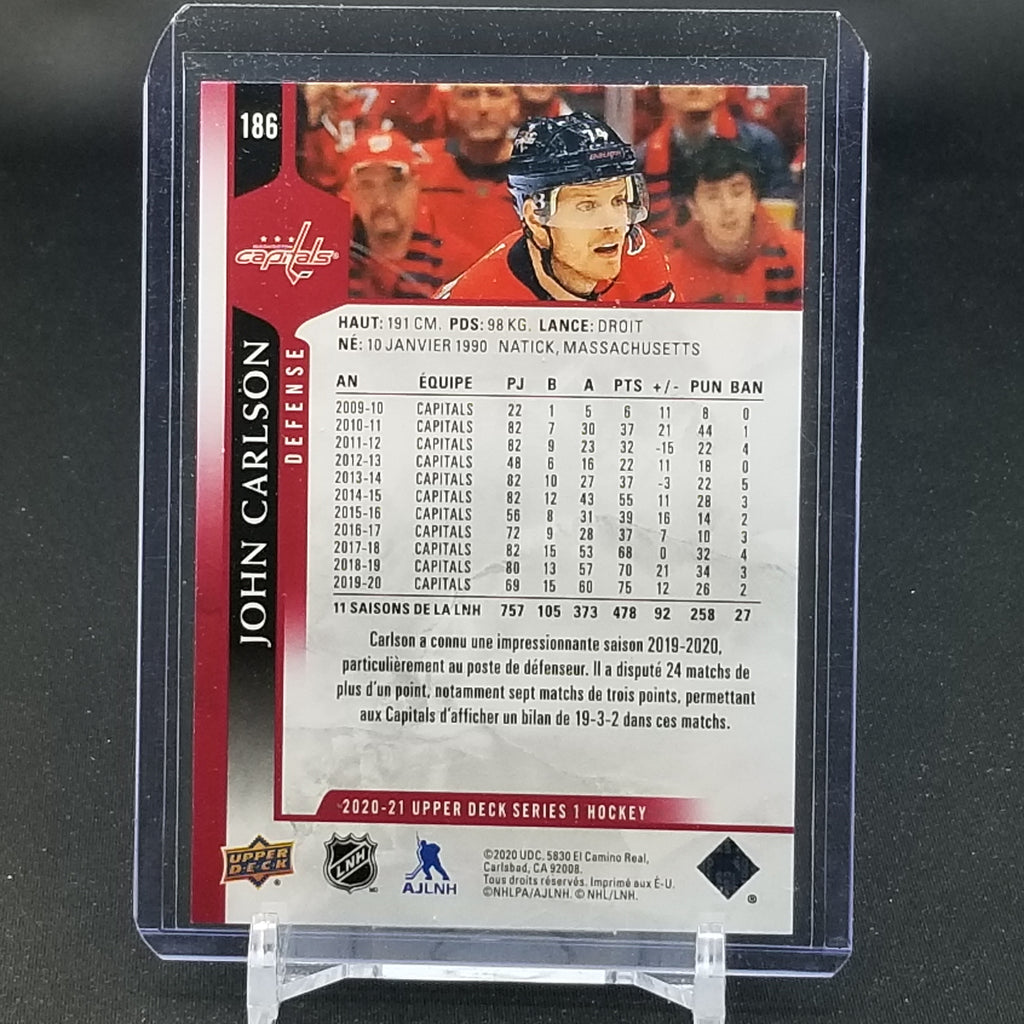 186
74
WASHINGTON
capitals®
JOHN CARLSON
DEFENSE
HAUT: 191 CM. PDS: 98 KG. LANCE: DROIT
NÉ: 10 JANVIER 1990 NATICK, MASSACHUSETTS
AN ÉQUIPE PJ B A PTS +/- PUN BAN
2009-10 CAPITALS 22 1 5 6 11 8 0
2010-11 CAPITALS 82 7 30 37 21 44 1
2011-12 CAPITALS 82 9 23 32 -15 22 4
2012-13 CAPITALS 48 6 16 22 11 18 0
2013-14 CAPITALS 82 10 27 37 -3 22 5
2014-15 CAPITALS 82 12 43 55 11 28 3
2015-16 CAPITALS 56 8 31 39 16 14 2
2016-17 CAPITALS 72 9 28 37 7 10 3
2017-18 CAPITALS 82 15 53 68 0 32 4
2018-19 CAPITALS 80 13 57 70 21 34 3
2019-20 CAPITALS 69 15 60 75 12 26 2
11 SAISONS DE LA LNH 757 105 373 478 92 258 27
Carlson a connu une impressionnante saison 2019-2020,
particulièrement au poste de défenseur. Il a disputé 24 matchs de
plus d'un point, notamment sept matchs de trois points, permettant
aux Capitals d'afficher un bilan de 19-3-2 dans ces matchs.
2020-21 UPPER DECK SERIES 1 HOCKEY
UPPER DECK ®
LNH
AJLNH
©2020 UDC. 5830 El Camino Real,
Carlsbad, CA 92008.
Tous droits réservés. Imprimé aux É-U.
©NHLPA/AJLNH. © NHL/LNH.
®